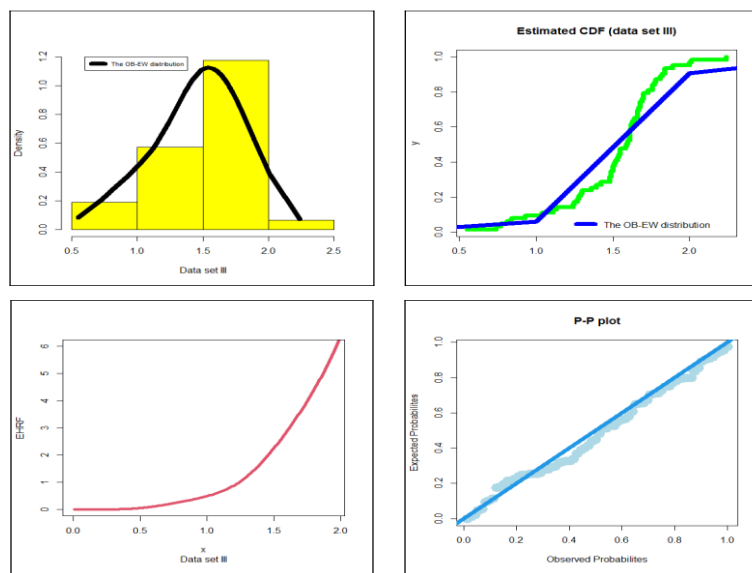 The OB-EW distribution
Density
0.0 0.2 0.4 0.6 0.8 1.0 1.2
0.5 1.0 1.5 2.0 2.5
Data set III
Estimated CDF (data set III)
y
0.0 0.2 0.4 0.6 0.8 1.0
The OB-EW distribution
0.5 1.0 1.5 2.0
EHRF
0 1 2 3 4 5 6
0.0 0.5 1.0 1.5 2.0
x
Data set III
P-P plot
Expected Probabilites
0.0 0.2 0.4 0.6 0.8 1.0
0.0 0.2 0.4 0.6 0.8 1.0
Observed Probabilites